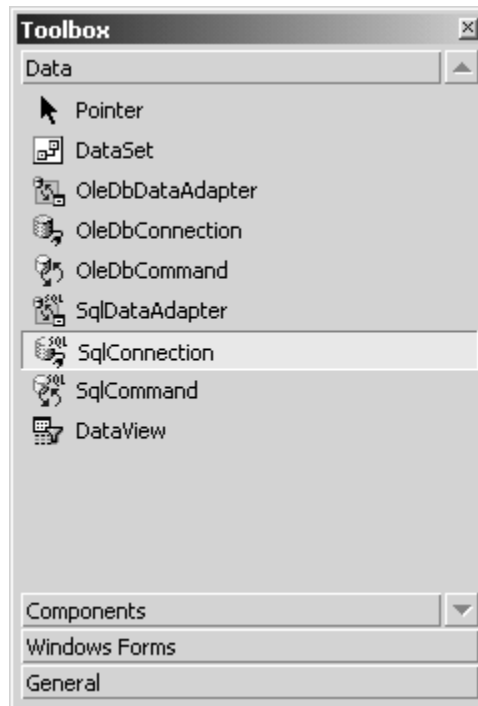 Toolbox
Data
Pointer
DataSet
OleDbDataAdapter
OleDbConnection
OleDbCommand
SqlDataAdapter
SqlConnection
SqlCommand
DataView
Components
Windows Forms
General